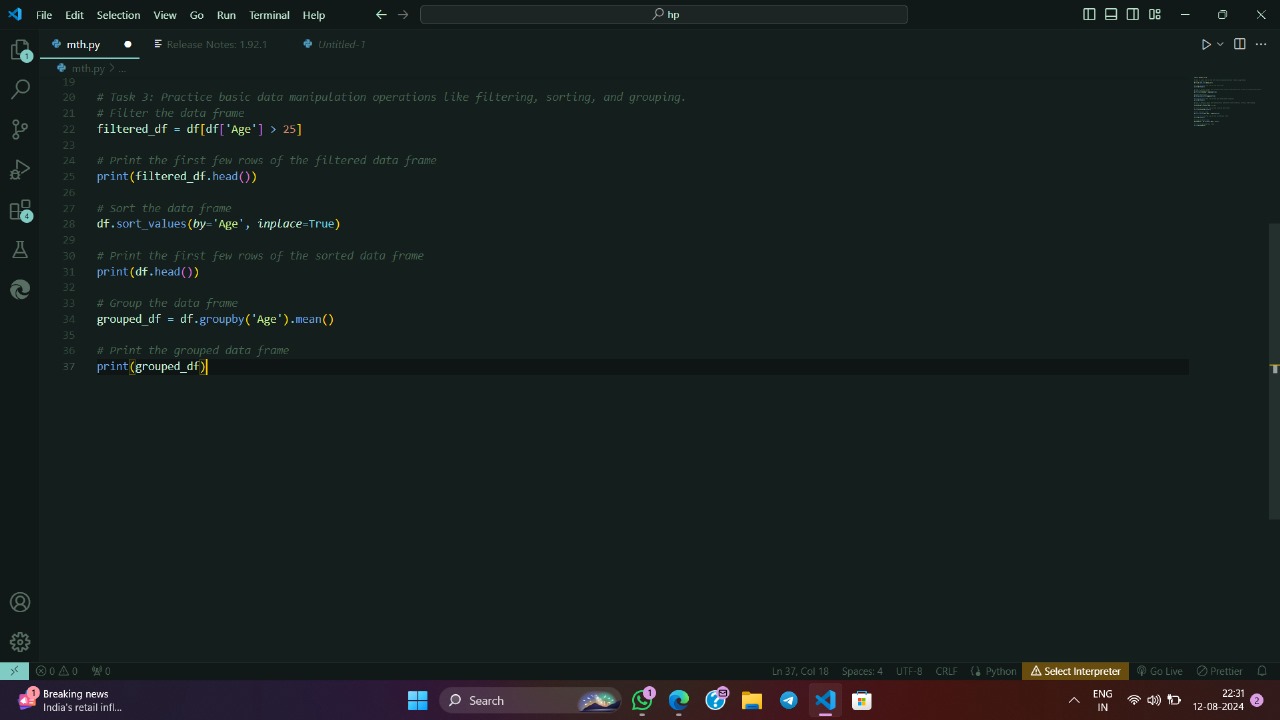 File Edit Selection View Go Run Terminal Help
hp
mth.py
Release Notes: 1.92.1
Untitled-1
mth.py > ...
19
20 # Task 3: Practice basic data manipulation operations like filtering, sorting, and grouping.
21 # Filter the data frame
22 filtered_df = df[df['Age'] > 25]
23
24 # Print the first few rows of the filtered data frame
25 print(filtered_df.head())
26
27 # Sort the data frame
28 df.sort_values(by='Age', inplace=True)
29
30 # Print the first few rows of the sorted data frame
31 print(df.head())
32
33 # Group the data frame
34 grouped_df = df.groupby('Age').mean()
35
36 # Print the grouped data frame
37 print(grouped_df)
1
4
0 0 0 Ln 37, Col 18 Spaces: 4 UTF-8 CRLF Python Select Interpreter Go Live Prettier
1 Breaking news
India's retail infl...
Search
1
ENG
IN
22:31
12-08-2024
2